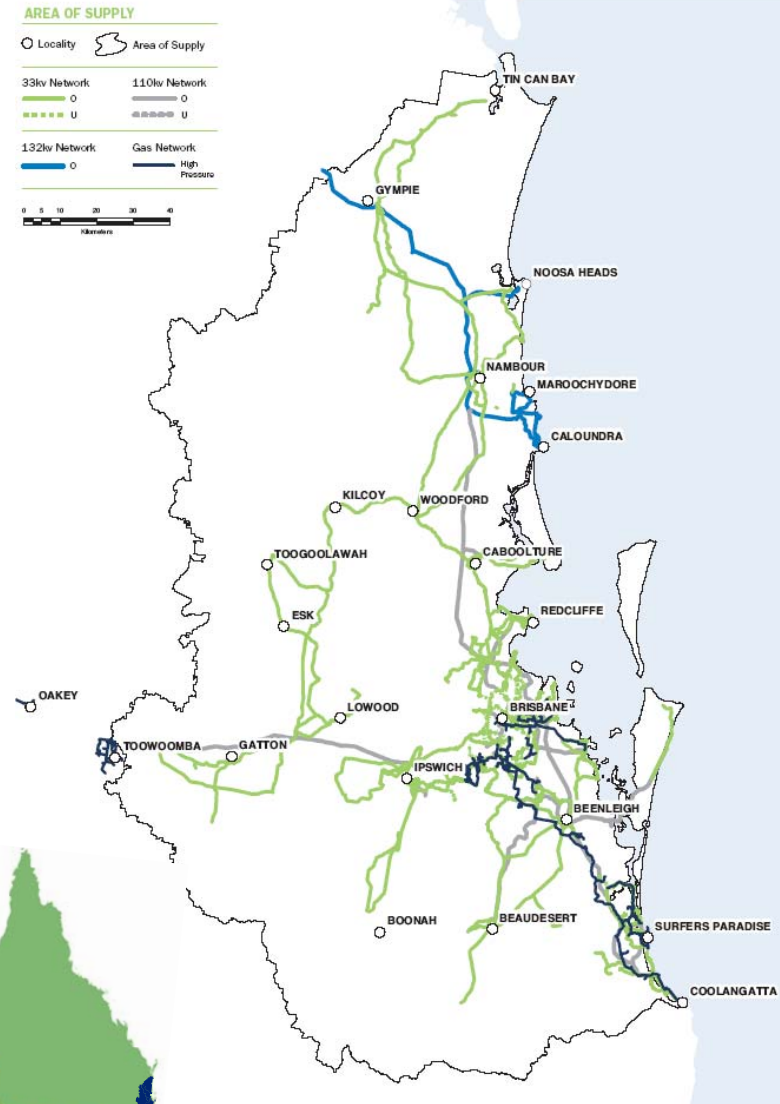 AREA OF SUPPLY
Locality
Area of Supply
33kv Network
110kv Network
O
O
U
U
132kv Network
Gas Network
O
High
Pressure
0 5 10 20 30 40
Kilometers
TIN CAN BAY
GYMPIE
NOOSA HEADS
NAMBOUR
MAROOCHYDORE
CALOUNDRA
KILCOY
WOODFORD
TOOGOOLAWAH
CABOOLTURE
ESK
REDCLIFFE
OAKEY
LOWOOD
BRISBANE
TOOWOOMBA
GATTON
IPSWICH
BEENLEIGH
BOONAH
BEAUDESERT
SURFERS PARADISE
COOLANGATTA